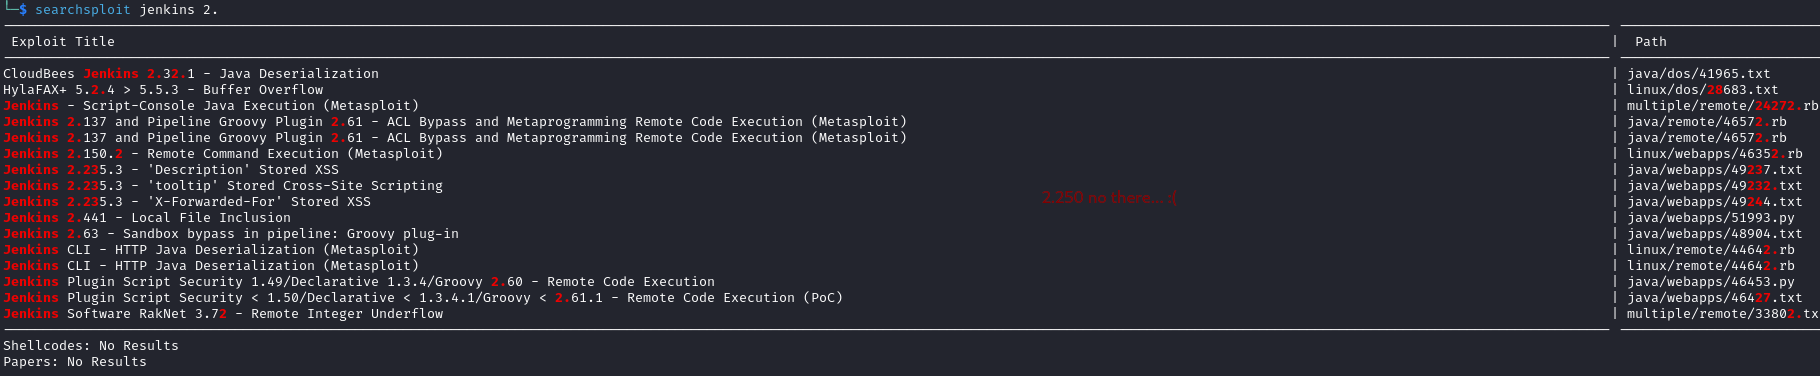 └─$ searchsploit jenkins 2.
Exploit Title | Path
CloudBees Jenkins 2.32.1 - Java Deserialization | java/dos/41965.txt
HylaFAX+ 5.2.4 > 5.5.3 - Buffer Overflow | linux/dos/28683.txt
Jenkins - Script-Console Java Execution (Metasploit) | multiple/remote/24272.rb
Jenkins 2.137 and Pipeline Groovy Plugin 2.61 - ACL Bypass and Metaprogramming Remote Code Execution (Metasploit) | java/remote/46572.rb
Jenkins 2.137 and Pipeline Groovy Plugin 2.61 - ACL Bypass and Metaprogramming Remote Code Execution (Metasploit) | java/remote/46572.rb
Jenkins 2.150.2 - Remote Command Execution (Metasploit) | linux/webapps/46352.rb
Jenkins 2.235.3 - 'Description' Stored XSS | java/webapps/49237.txt
Jenkins 2.235.3 - 'tooltip' Stored Cross-Site Scripting | java/webapps/49232.txt
2.250 no there... :(
Jenkins 2.235.3 - 'X-Forwarded-For' Stored XSS | java/webapps/49244.txt
Jenkins 2.441 - Local File Inclusion | java/webapps/51993.py
Jenkins 2.63 - Sandbox bypass in pipeline: Groovy plug-in | java/webapps/48904.txt
Jenkins CLI - HTTP Java Deserialization (Metasploit) | linux/remote/44642.rb
Jenkins CLI - HTTP Java Deserialization (Metasploit) | linux/remote/44642.rb
Jenkins Plugin Script Security 1.49/Declarative 1.3.4/Groovy 2.60 - Remote Code Execution | java/webapps/46453.py
Jenkins Plugin Script Security < 1.50/Declarative < 1.3.4.1/Groovy < 2.61.1 - Remote Code Execution (PoC) | java/webapps/46427.txt
Jenkins Software RakNet 3.72 - Remote Integer Underflow | multiple/remote/33802.tx
Shellcodes: No Results
Papers: No Results